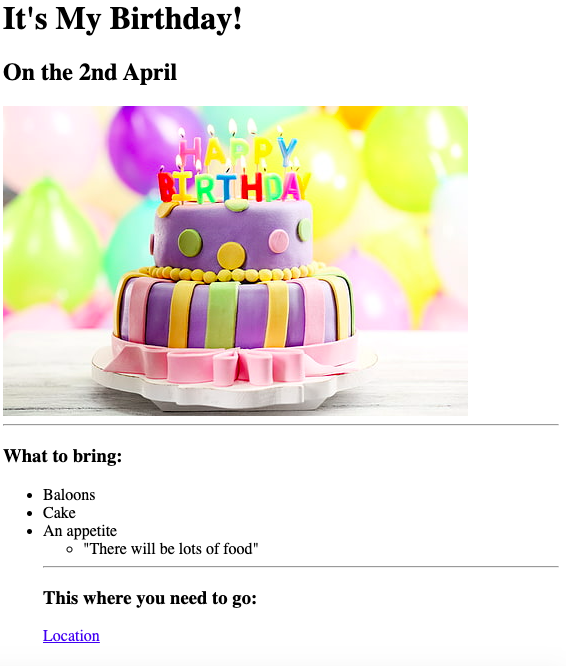 It's My Birthday!
On the 2nd April
HAPPY
BIRTHDAY
What to bring:
Baloons
Cake
An appetite
"There will be lots of food"
This where you need to go:
Location